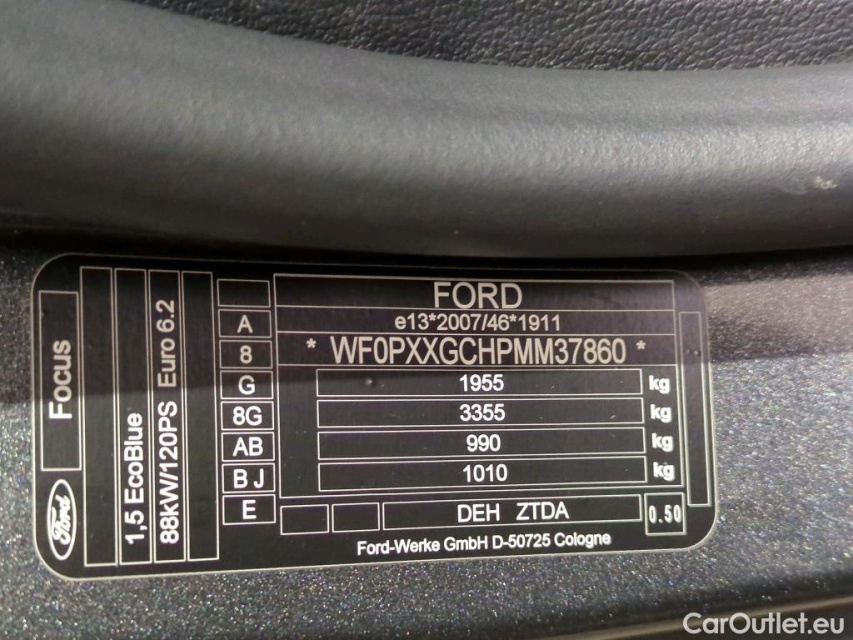 Focus
Ford
1,5 EcoBlue
88kW/120PS Euro 6.2
A
8
G
8G
AB
BJ
E
FORD
e13*2007/46*1911
* WF0PXXGCHPMM37860 *
1955 kg
3355 kg
990 kg
1010 kg
DEH ZTDA
0.50
Ford-Werke GmbH D-50725 Cologne
CarOutlet.eu